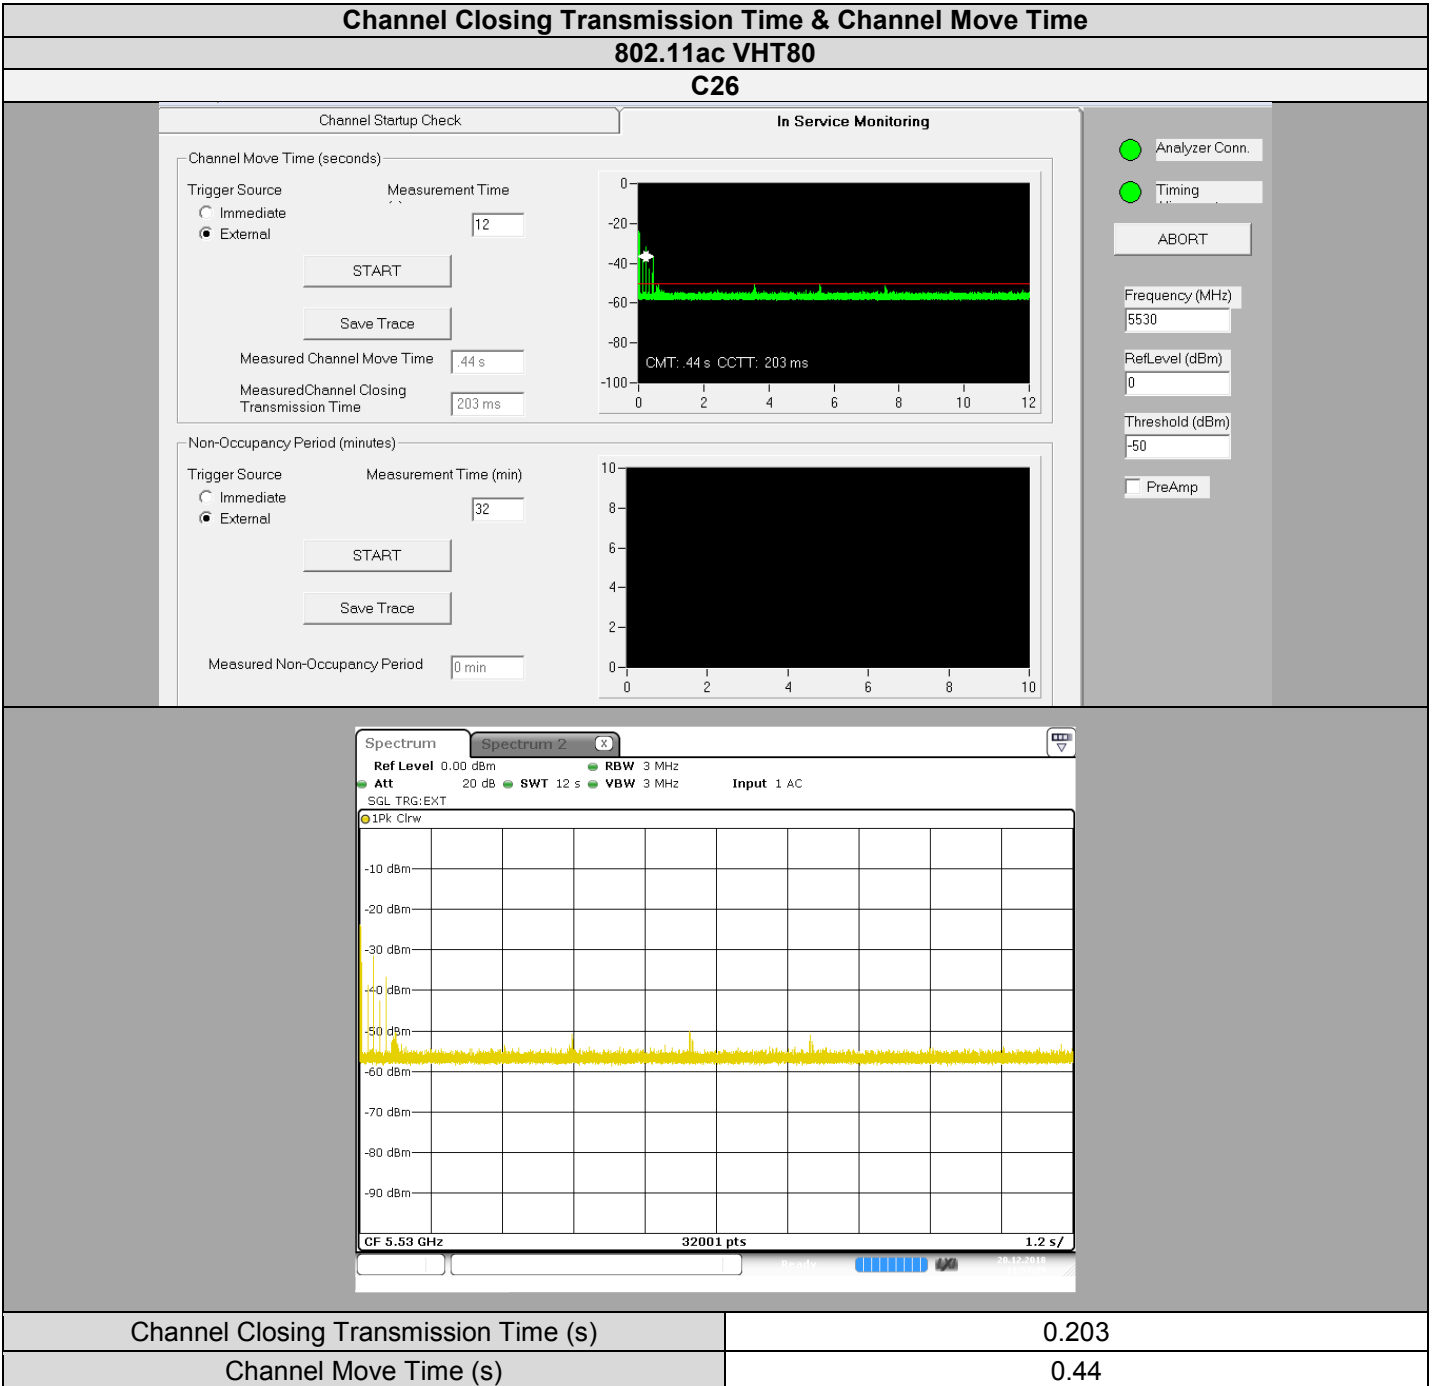 Channel Closing Transmission Time & Channel Move Time
802.11ac VHT80
C26
Channel Startup Check
In Service Monitoring
Channel Move Time (seconds)
Trigger Source
Measurement Time
Immediate
External
12
START
Save Trace
Measured Channel Move Time
.44 s
MeasuredChannel Closing
Transmission Time
203 ms
0
-20
-40
-60
-80
-100
CMT: .44 s CCTT: 203 ms
0 2 4 6 8 10 12
Analyzer Conn.
Timing
ABORT
Frequency (MHz)
5530
RefLevel (dBm)
0
Threshold (dBm)
-50
PreAmp
Non-Occupancy Period (minutes)
Trigger Source
Measurement Time (min)
Immediate
External
32
START
Save Trace
Measured Non-Occupancy Period
0 min
10
8
6
4
2
0
0 2 4 6 8 10
Spectrum
Spectrum 2
X
Ref Level 0.00 dBm RBW 3 MHz
Att 20 dB SWT 12 s VBW 3 MHz Input 1 AC
SGL TRG:EXT
1Pk Clrw
-10 dBm
-20 dBm
-30 dBm
-40 dBm
-50 dBm
-60 dBm
-70 dBm
-80 dBm
-90 dBm
CF 5.53 GHz 32001 pts 1.2 s/
Ready
20.12.2018
Channel Closing Transmission Time (s) 0.203
Channel Move Time (s) 0.44